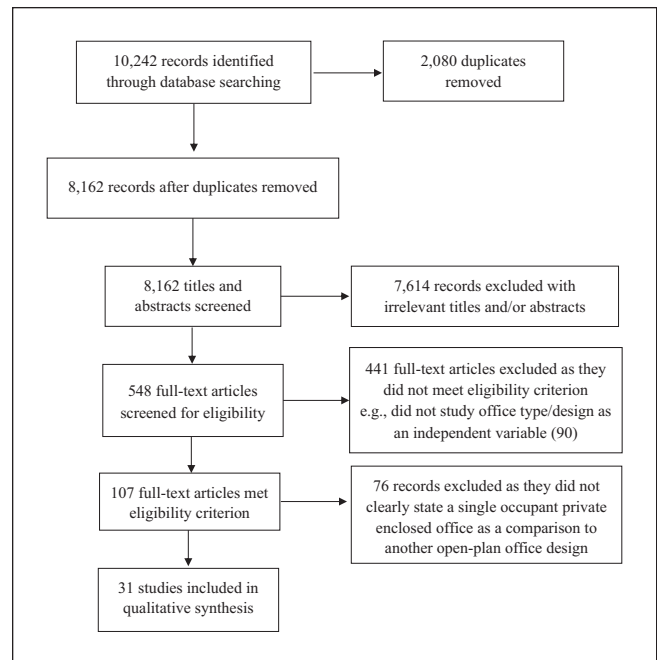 10,242 records identified
through database searching
2,080 duplicates
removed
8,162 records after duplicates removed
8,162 titles and
abstracts screened
7,614 records excluded with
irrelevant titles and/or abstracts
548 full-text articles
screened for eligibility
441 full-text articles excluded as they
did not meet eligibility criterion
e.g., did not study office type/design as
an independent variable (90)
107 full-text articles met
eligibility criterion
76 records excluded as they did not
clearly state a single occupant private
enclosed office as a comparison to
another open-plan office design
31 studies included in
qualitative synthesis